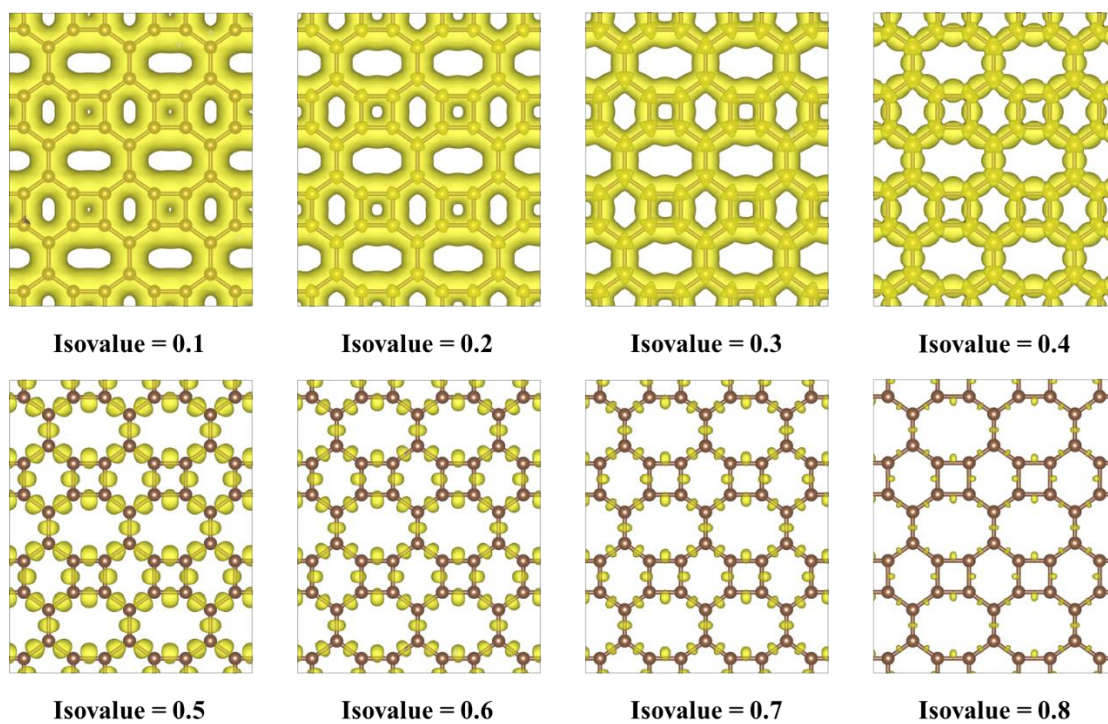 Isovalue = 0.1
Isovalue = 0.2
Isovalue = 0.3
Isovalue = 0.4
Isovalue = 0.5
Isovalue = 0.6
Isovalue = 0.7
Isovalue = 0.8